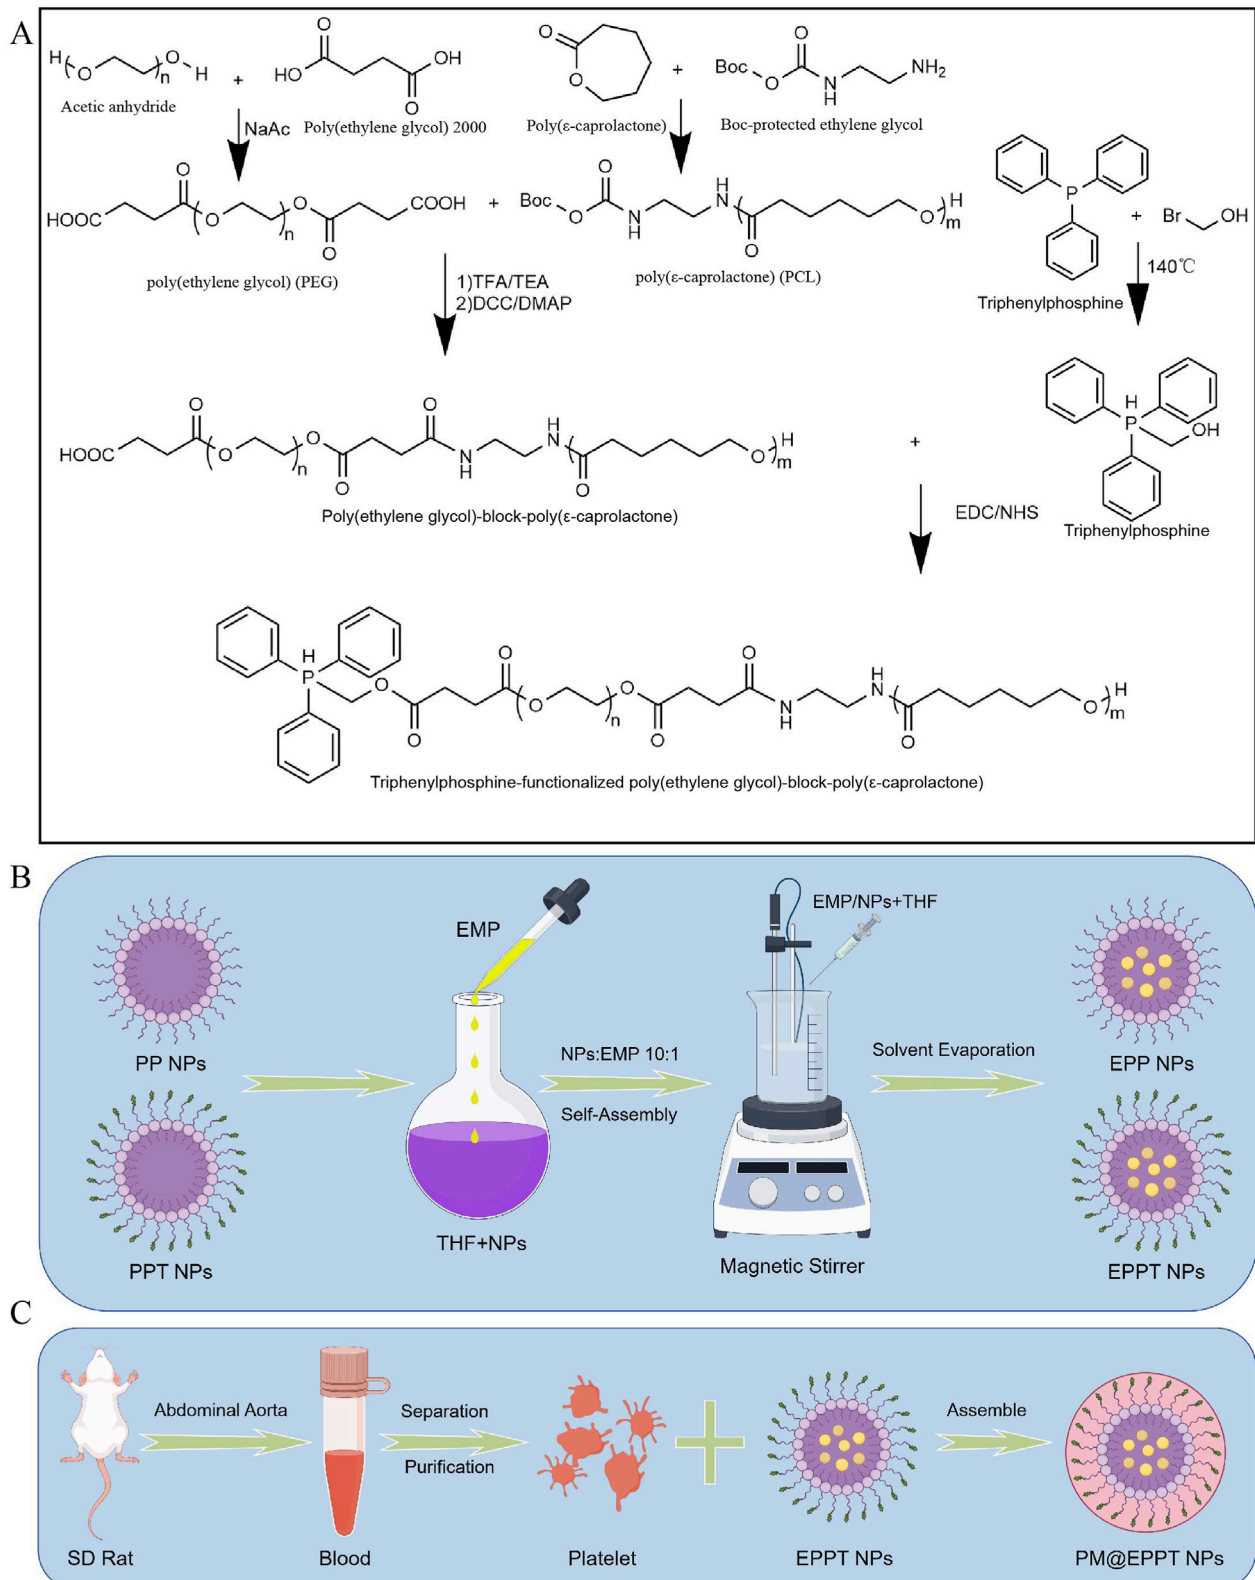 A
H
O
O
n
H
+
HO
O
OH
O
O
O
+
Boc
O
O
N
H
NH2
Acetic anhydride
Poly(ethylene glycol) 2000
Poly(ε-caprolactone)
Boc-protected ethylene glycol
NaAc
HOOC
O
O
O
n
O
COOH
+
Boc
O
O
N
H
H
N
O
O
H
m
P
+
Br
OH
poly(ethylene glycol) (PEG)
poly(ε-caprolactone) (PCL)
1)TFA/TEA
2)DCC/DMAP
Triphenylphosphine
140℃
HOOC
O
O
O
n
O
O
N
H
H
N
O
O
H
m
+
H
P
OH
Poly(ethylene glycol)-block-poly(ε-caprolactone)
EDC/NHS
Triphenylphosphine
H
P
O
O
O
O
O
n
O
O
N
H
H
N
O
O
H
m
Triphenylphosphine-functionalized poly(ethylene glycol)-block-poly(ε-caprolactone)
B
EMP
EMP/NPs+THF
PP NPs
NPs:EMP 10:1
Self-Assembly
Solvent Evaporation
EPP NPs
PPT NPs
THF+NPs
Magnetic Stirrer
EPPT NPs
C
Abdominal Aorta
Separation
Purification
Assemble
SD Rat
Blood
Platelet
EPPT NPs
PM@EPPT NPs